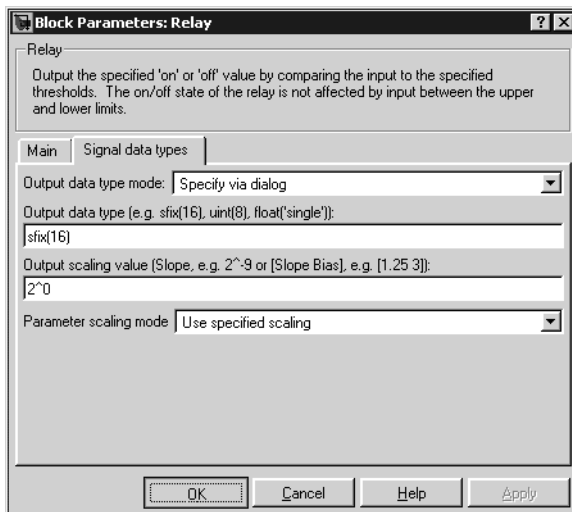 Block Parameters: Relay
Relay
Output the specified 'on' or 'off' value by comparing the input to the specified
thresholds. The on/off state of the relay is not affected by input between the upper
and lower limits.
Main Signal data types
Output data type mode: Specify via dialog
Output data type (e.g. sfix(16), uint(8), float('single')):
sfix(16)
Output scaling value (Slope, e.g. 2^-9 or [Slope Bias], e.g. [1.25 3]):
2^0
Parameter scaling mode Use specified scaling
OK Cancel Help Apply